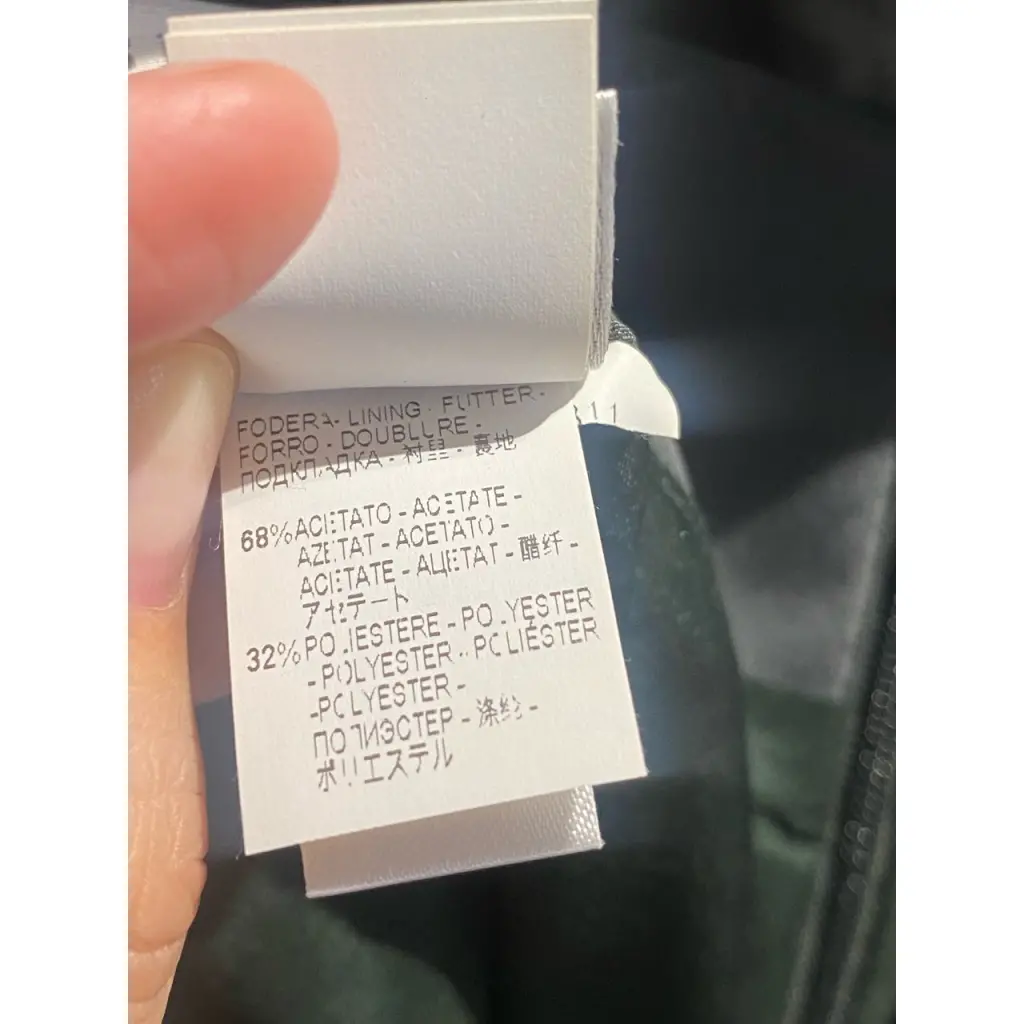 FODERA - LINING - FUTTER -
FORRO - DOUBLURE -
ПОДКЛАДКА - 衬里 - 裏地
68% ACETATO - ACETATE -
AZETAT - ACETATO -
ACETATE - АЦЕТАТ - 醋纤 -
アセテート
32% POLIESTERE - POLYESTER
- POLYESTER - POLIÉSTER
- POLYESTER -
ПОЛИЭСТЕР - 涤纶 -
ポリエステル